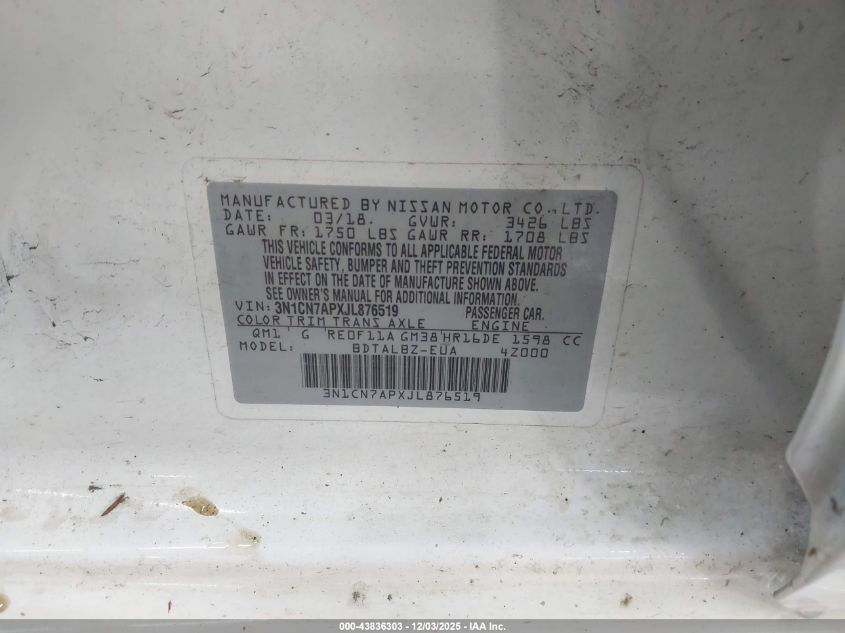 MANUFACTURED BY NISSAN MOTOR CO., LTD.
DATE: 03/18. GVWR: 3426 LBS
GAWR FR: 1750 LBS GAWR RR: 1708 LBS
THIS VEHICLE CONFORMS TO ALL APPLICABLE FEDERAL MOTOR
VEHICLE SAFETY, BUMPER AND THEFT PREVENTION STANDARDS
IN EFFECT ON THE DATE OF MANUFACTURE SHOWN ABOVE.
SEE OWNER'S MANUAL FOR ADDITIONAL INFORMATION.
VIN: 3N1CN7APXJL876519 PASSENGER CAR.
COLOR TRIM TRANS AXLE ENGINE
QM1 G RE0F11A GM38 HR16DE 1598 CC
MODEL: BDTALBZ-EUA 4Z000
3N1CN7APXJL876519
000-43836303 - 12/03/2025 - IAA Inc.